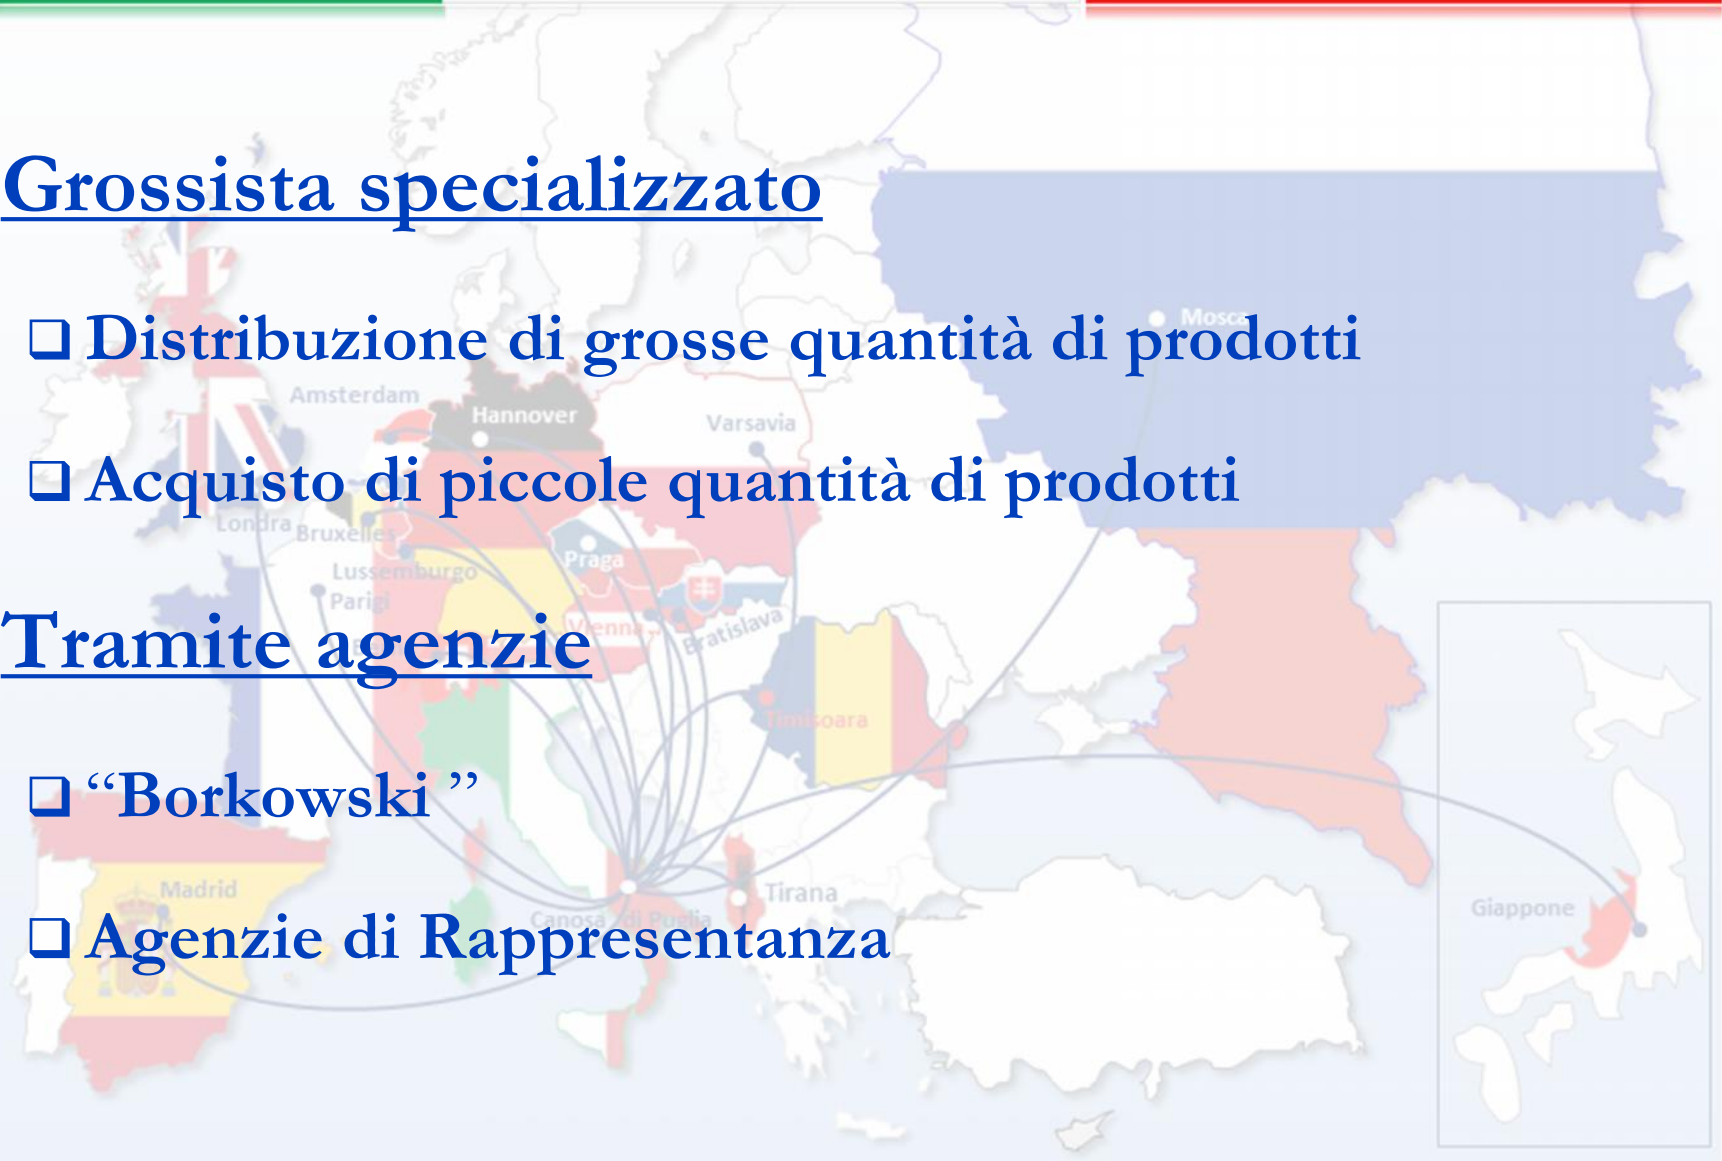 Grossista specializzato
❑ Distribuzione di grosse quantità di prodotti
❑ Acquisto di piccole quantità di prodotti
Tramite agenzie
❑ “Borkowski ”
❑ Agenzie di Rappresentanza
Mosca
Amsterdam
Hannover
Varsavia
Londra
Bruxelles
Praga
Lussemburgo
Parigi
Vienna
Bratislava
Timisoara
Madrid
Tirana
Canosa di Puglia
Giappone